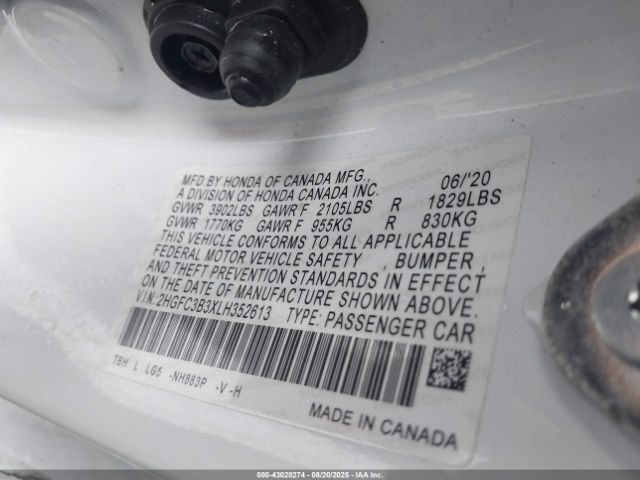 MFD BY HONDA OF CANADA MFG., 06/'20
A DIVISION OF HONDA CANADA INC.
GVWR 3902LBS GAWR F 2105LBS R 1829LBS
GVWR 1770KG GAWR F 955KG R 830KG
THIS VEHICLE CONFORMS TO ALL APPLICABLE
FEDERAL MOTOR VEHICLE SAFETY , BUMPER,
AND THEFT PREVENTION STANDARDS IN EFFECT
ON THE DATE OF MANUFACTURE SHOWN ABOVE.
V.I.N:2HGFC3B3XLH352613 TYPE: PASSENGER CAR
TBH L LG5 -NH883P -V -H
MADE IN CANADA
000-43028274 | 08/20/2025 | IAA Inc.